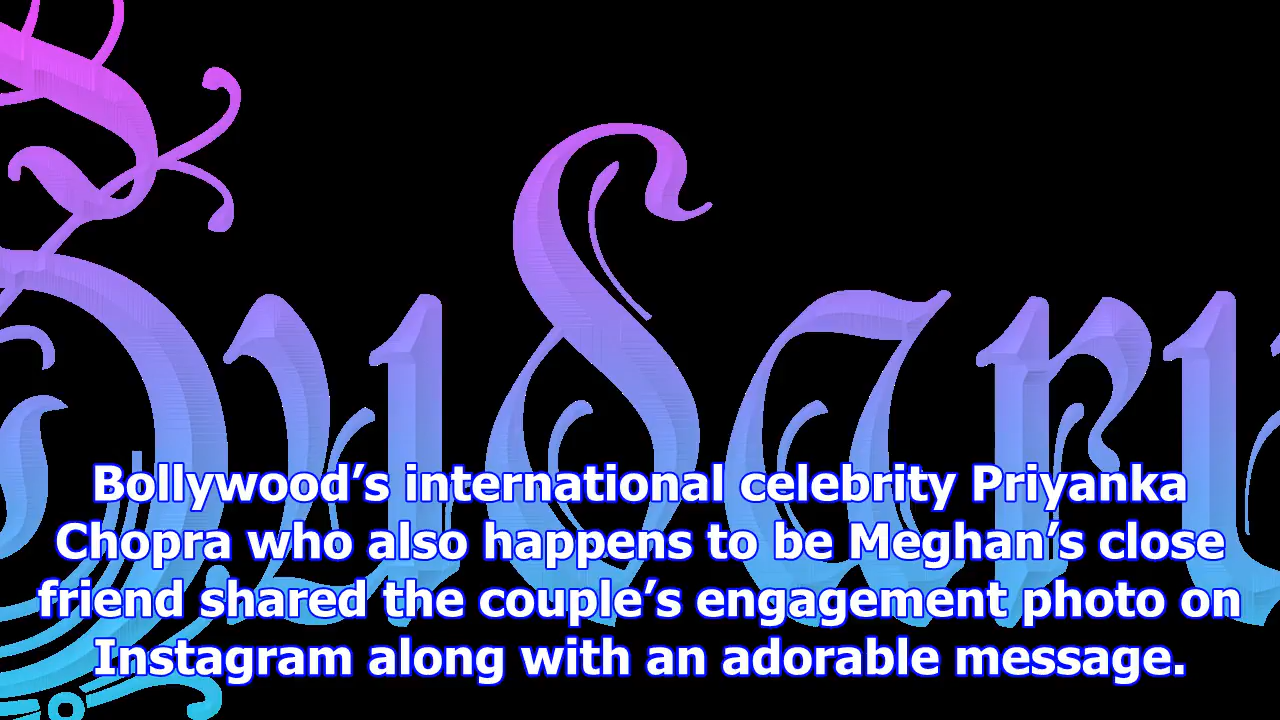 Bollywood’s international celebrity Priyanka
Chopra who also happens to be Meghan’s close
friend shared the couple’s engagement photo on
Instagram along with an adorable message.